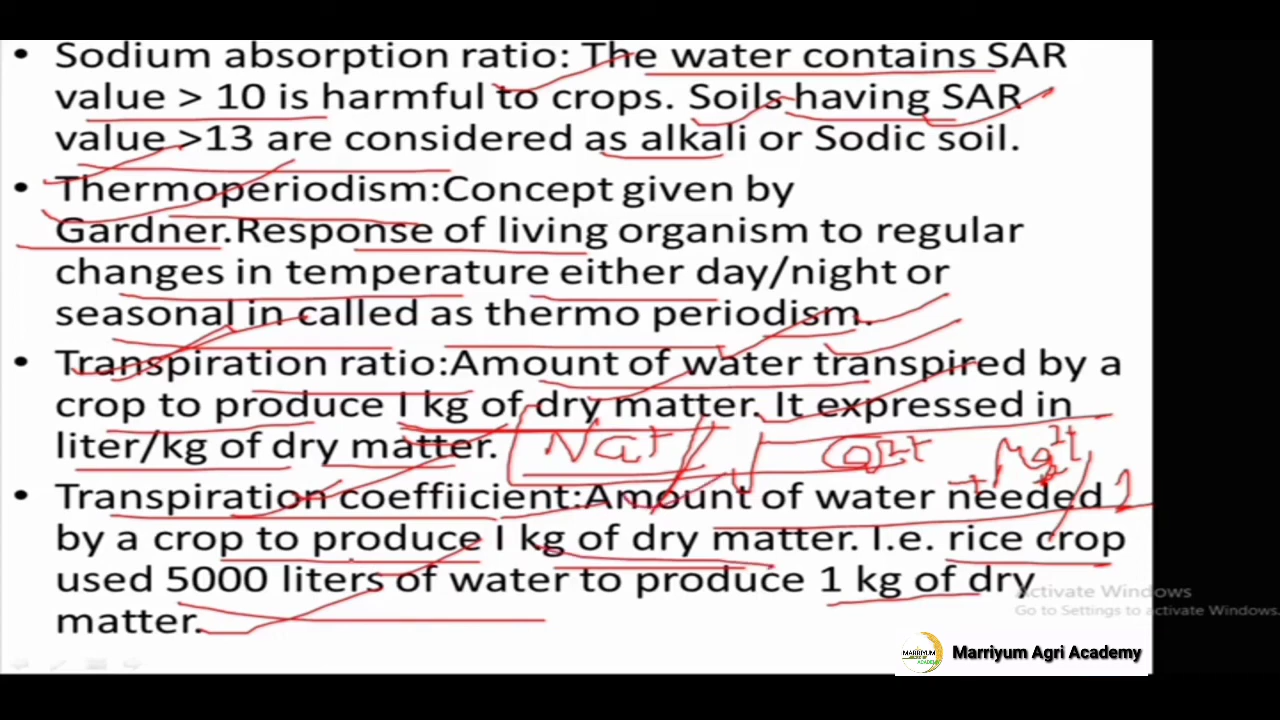 • Sodium absorption ratio: The water contains SAR
value > 10 is harmful to crops. Soils having SAR
value >13 are considered as alkali or Sodic soil.
• Thermoperiodism:Concept given by
Gardner.Response of living organism to regular
changes in temperature either day/night or
seasonal in called as thermo periodism.
• Transpiration ratio:Amount of water transpired by a
crop to produce I kg of dry matter. It expressed in
liter/kg of dry matter.
Na+/√ Ca2+ + Mg2+/
• Transpiration coeffiicient:Amount of water needed
by a crop to produce I kg of dry matter. I.e. rice crop
used 5000 liters of water to produce 1 kg of dry
matter.
Activate Windows
Go to Settings to activate Windows.
MARRIYUM
ACADEMY
Marriyum Agri Academy